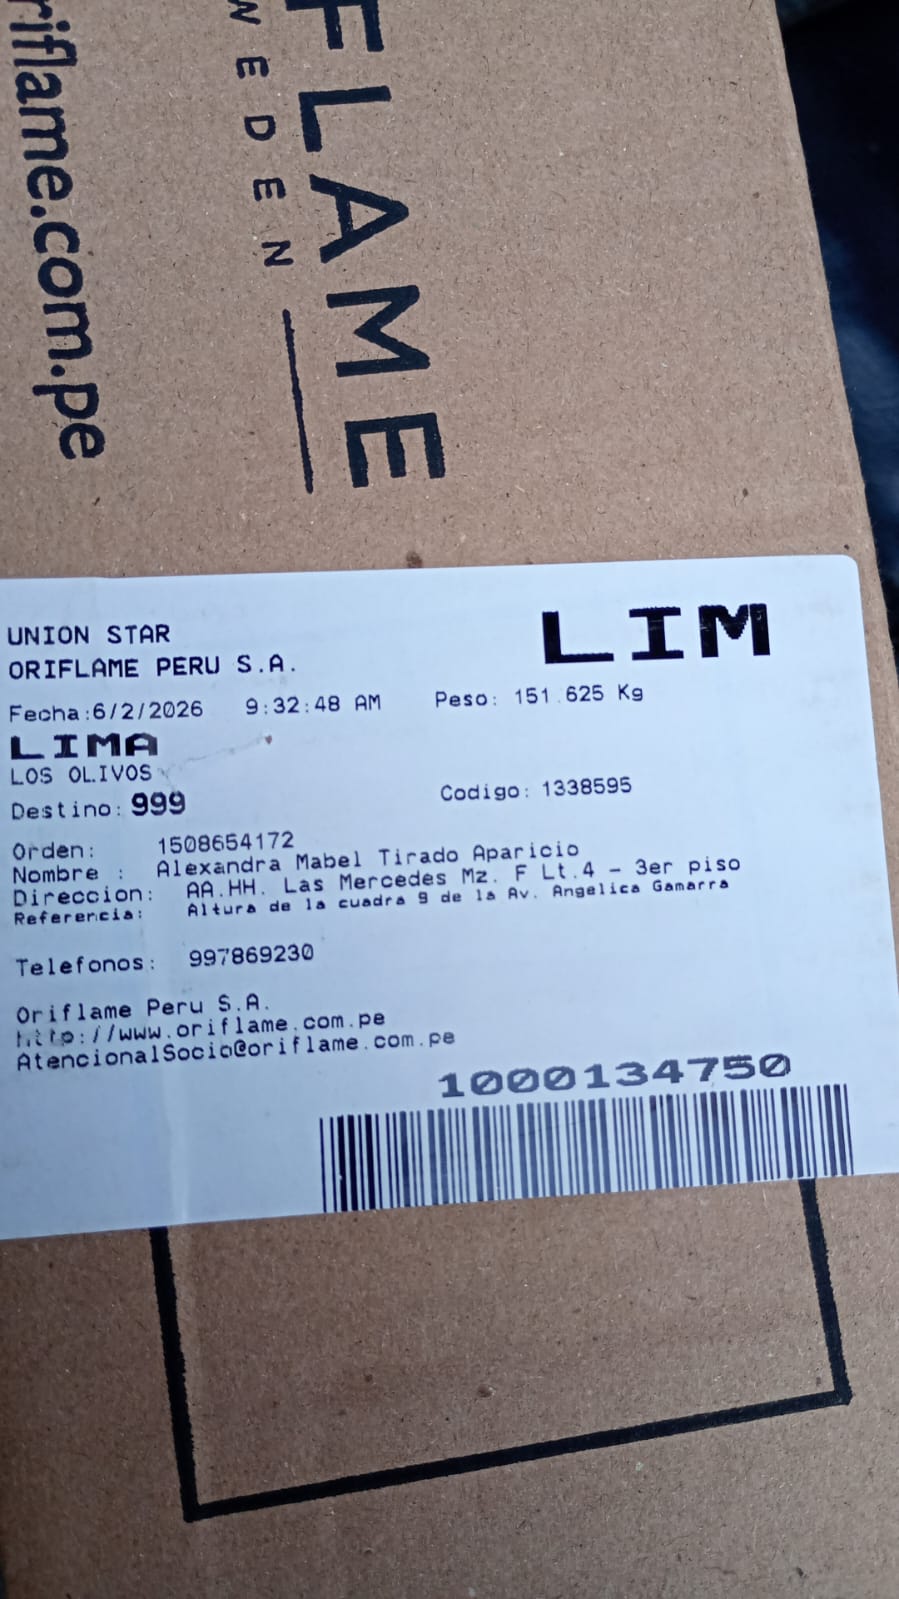 FLAME
WEDEN
riflame.com.pe
UNION STAR
LIM
ORIFLAME PERU S.A.
Fecha:6/2/2026 9:32:48 AM Peso: 151.625 Kg
LIMA
LOS OLIVOS
Destino: 999 Codigo: 1338595
Orden: 1508654172
Nombre : Alexandra Mabel Tirado Aparicio
Direccion: AA.HH. Las Mercedes Mz. F Lt.4 - 3er piso
Referencia: Altura de la cuadra 9 de la Av. Angelica Gamarra
Telefonos: 997869230
Oriflame Peru S.A.
http://www.oriflame.com.pe
AtencionalSocio@oriflame.com.pe
1000134750